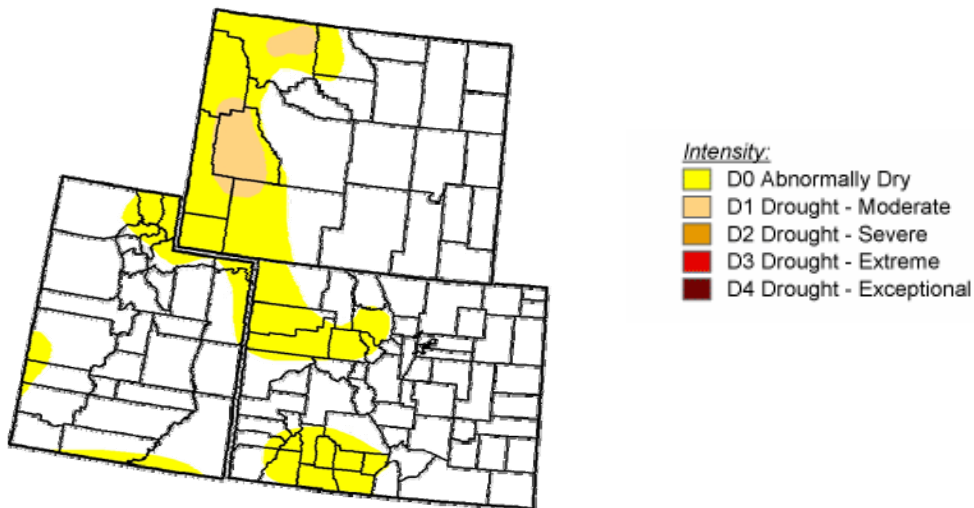 Intensity:
D0 Abnormally Dry
D1 Drought - Moderate
D2 Drought - Severe
D3 Drought - Extreme
D4 Drought - Exceptional